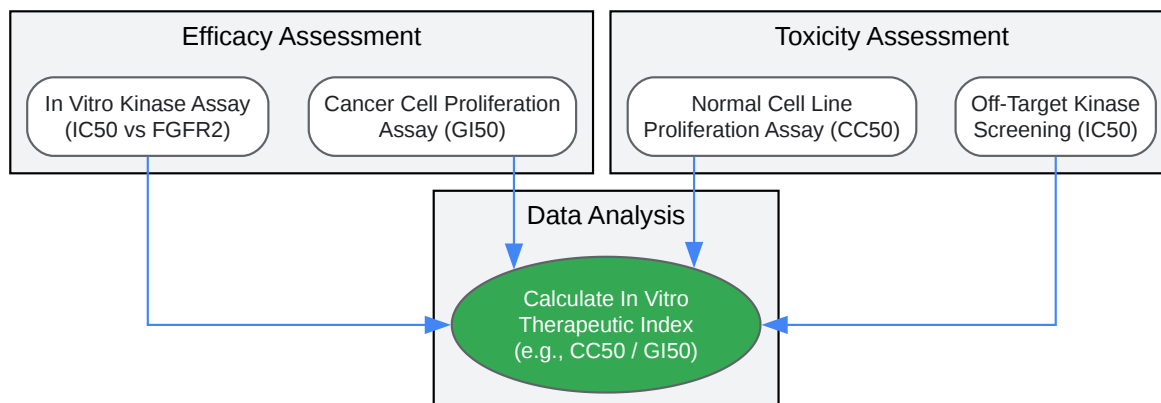 Efficacy Assessment
In Vitro Kinase Assay
(IC50 vs FGFR2)
Cancer Cell Proliferation
Assay (GI50)
Toxicity Assessment
Normal Cell Line
Proliferation Assay (CC50)
Off-Target Kinase
Screening (IC50)
Data Analysis
Calculate In Vitro
Therapeutic Index
(e.g., CC50 / GI50)